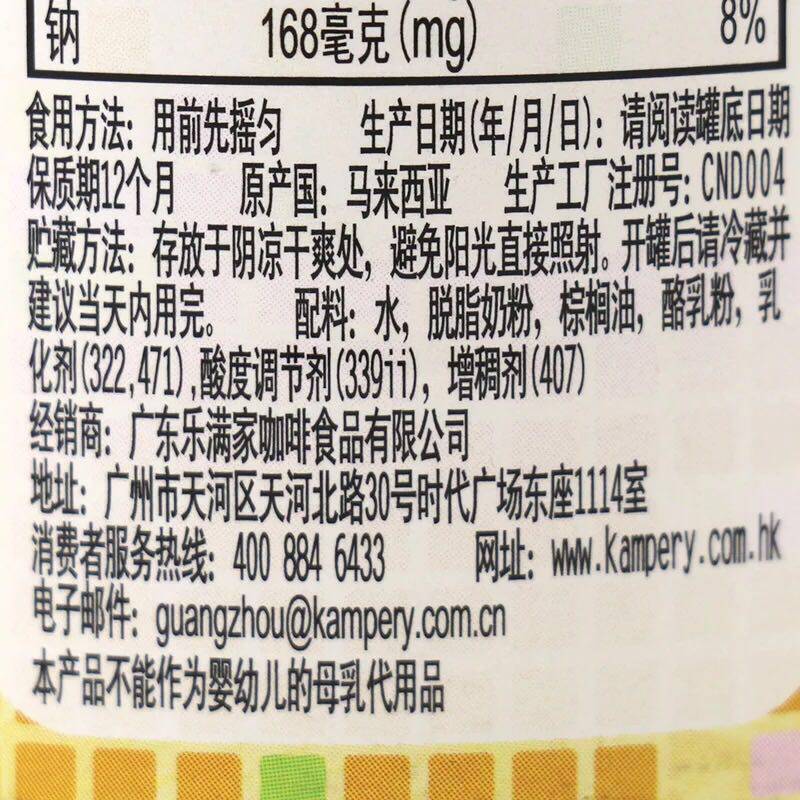 钠 168毫克(mg) 8%
食用方法：用前先摇匀 生产日期(年/月/日)：请阅读罐底日期
保质期12个月 原产国：马来西亚 生产工厂注册号：CND004
贮藏方法：存放于阴凉干爽处，避免阳光直接照射。开罐后请冷藏并
建议当天内用完。 配料：水，脱脂奶粉，棕榈油，酪乳粉，乳
化剂(322,471),酸度调节剂(339ii)，增稠剂(407)
经销商：广东乐满家咖啡食品有限公司
地址：广州市天河区天河北路30号时代广场东座1114室
消费者服务热线：400 884 6433 网址：www.kampery.com.hk
电子邮件：guangzhou@kampery.com.cn
本产品不能作为婴幼儿的母乳代用品